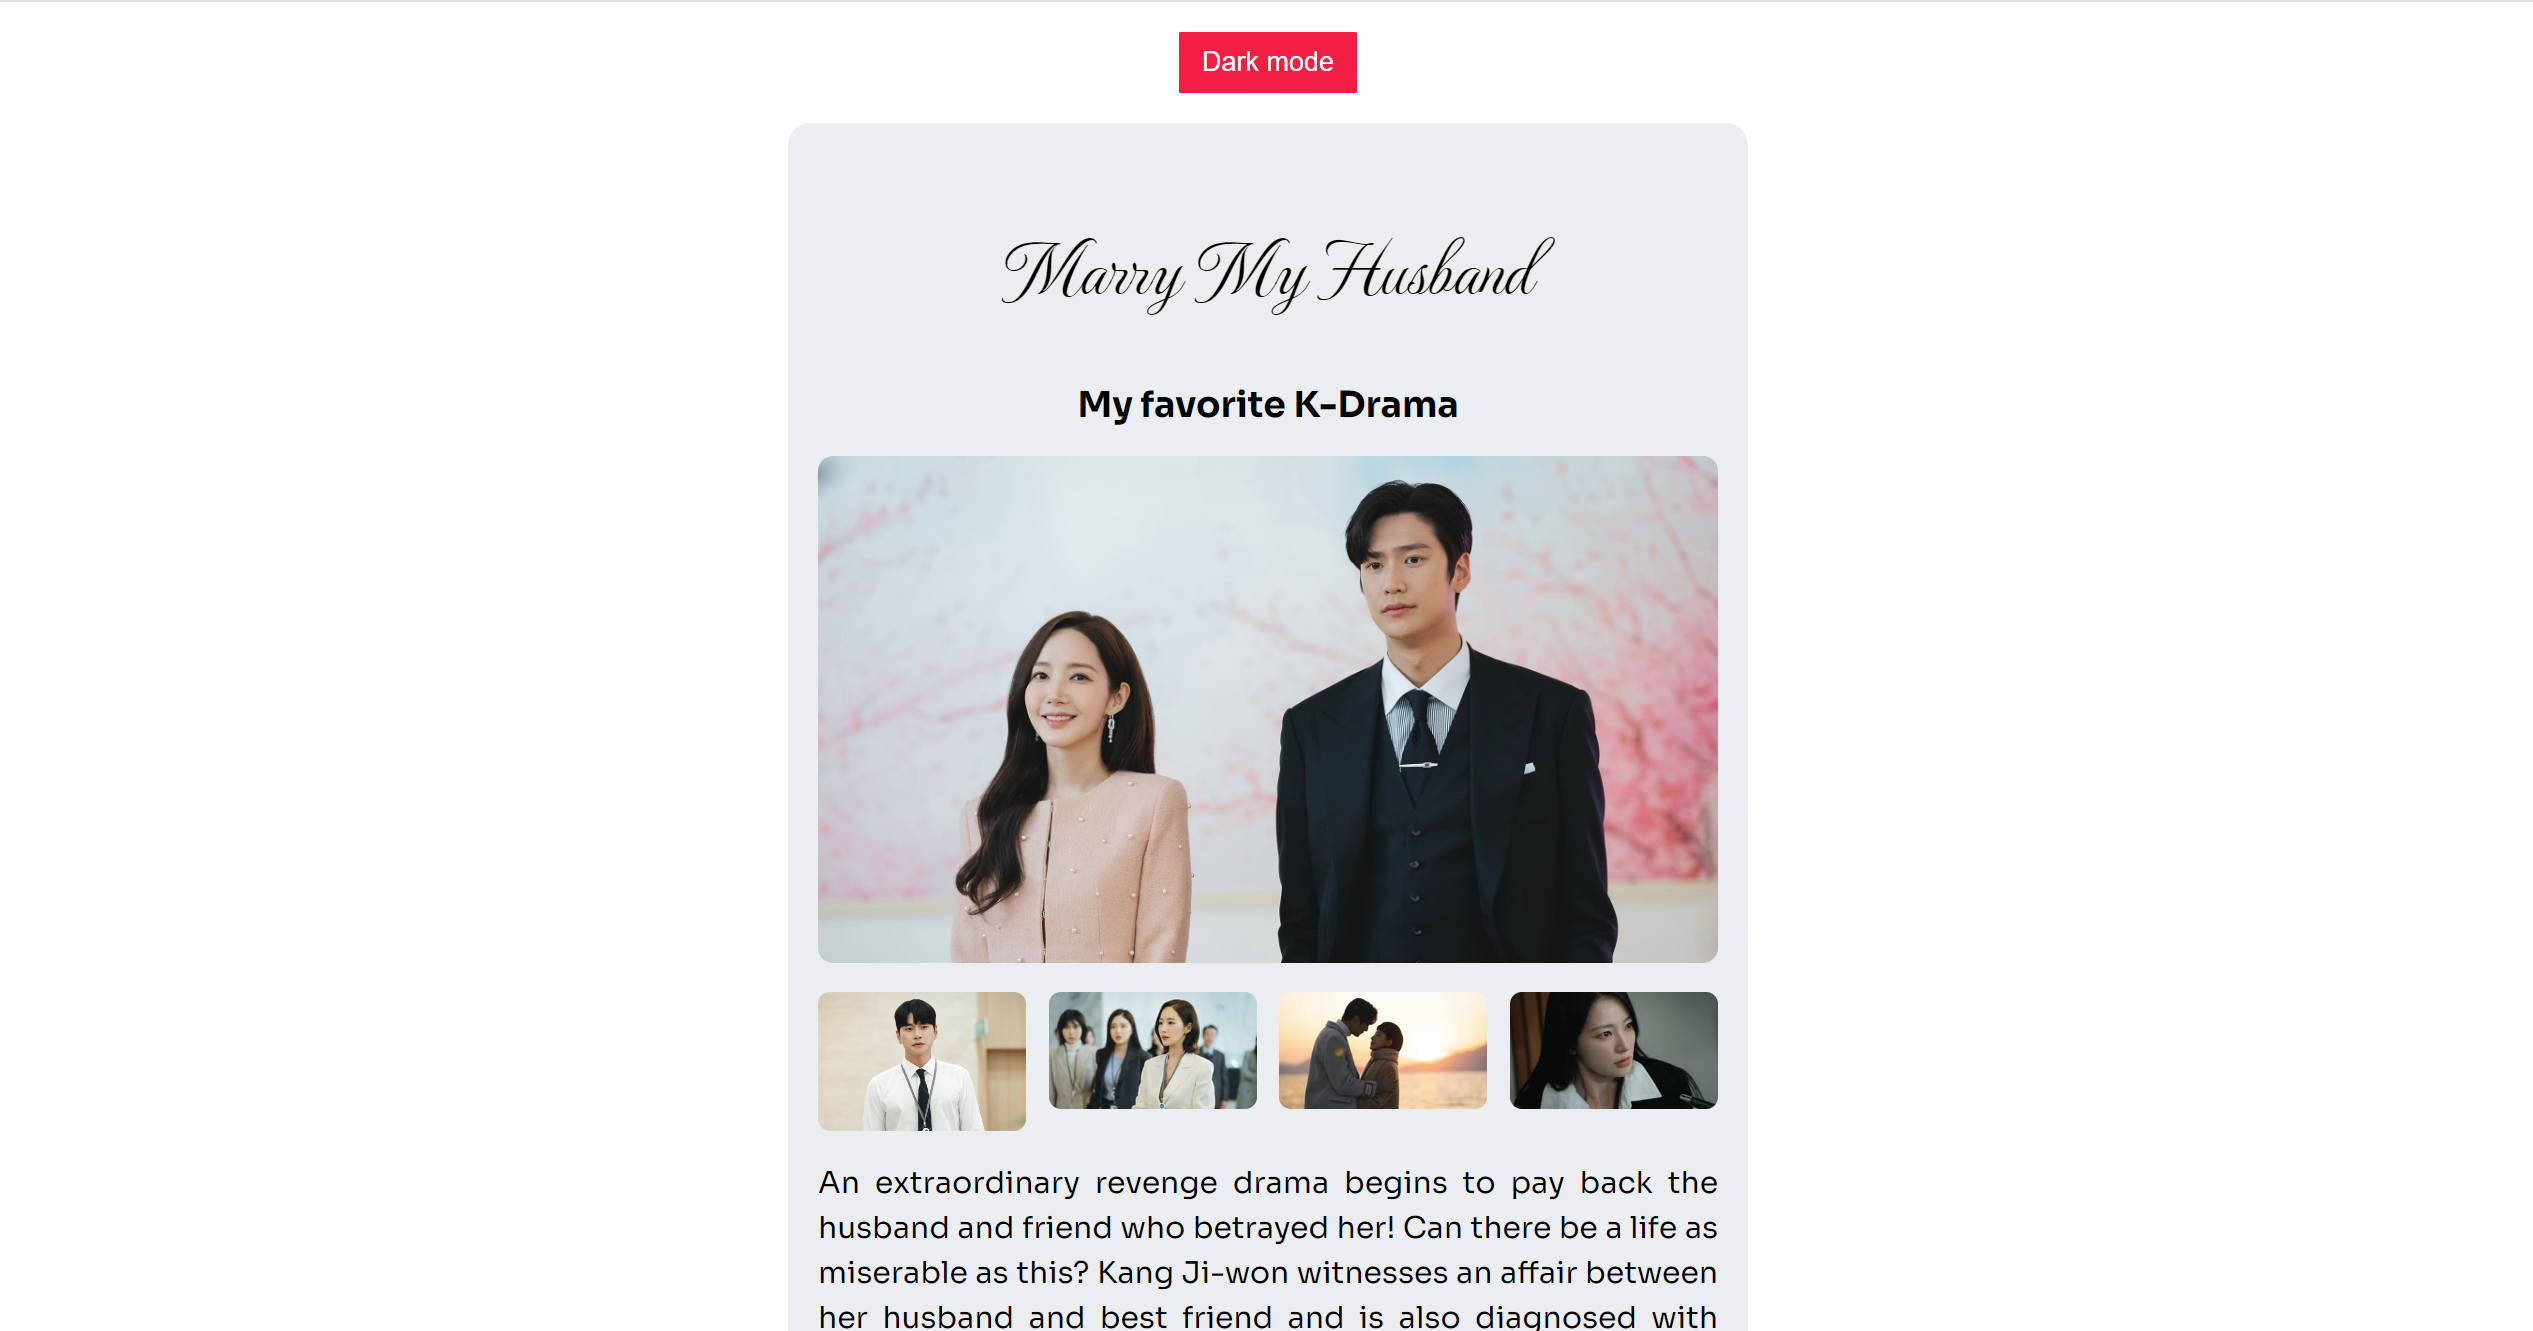 Dark mode
Marry My Husband
My favorite K-Drama
An extraordinary revenge drama begins to pay back the
husband and friend who betrayed her! Can there be a life as
miserable as this? Kang Ji-won witnesses an affair between
her husband and best friend and is also diagnosed with